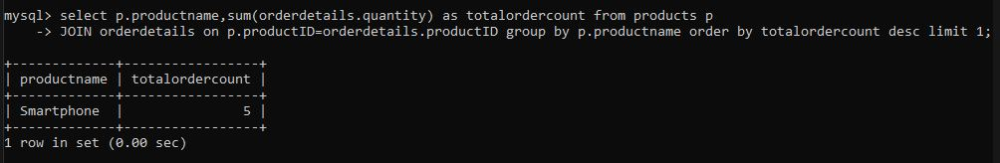 mysql> select p.productname,sum(orderdetails.quantity) as totalordercount from products p
    -> JOIN orderdetails on p.productID=orderdetails.productID group by p.productname order by totalordercount desc limit 1;
+-------------+-----------------+
| productname | totalordercount |
+-------------+-----------------+
| Smartphone  |               5 |
+-------------+-----------------+
1 row in set (0.00 sec)